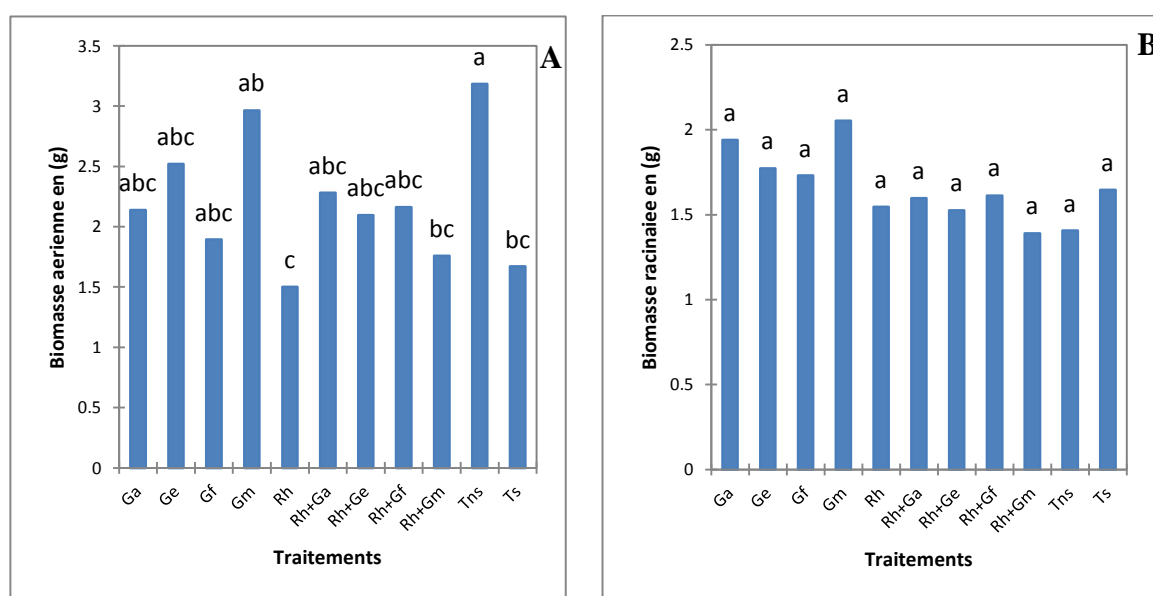 A
Biomasse aerienne en (g)
3.5
3
2.5
2
1.5
1
0.5
0
abc
abc
abc
ab
c
abc
abc
abc
bc
a
bc
Ga
Ge
Gf
Gm
Rh
Rh+Ga
Rh+Ge
Rh+Gf
Rh+Gm
Tns
Ts
Traitements
B
Biomasse racinaiee en (g)
2.5
2
1.5
1
0.5
0
a
a
a
a
a
a
a
a
a
a
a
Ga
Ge
Gf
Gm
Rh
Rh+Ga
Rh+Ge
Rh+Gf
Rh+Gm
Tns
Ts
Traitements